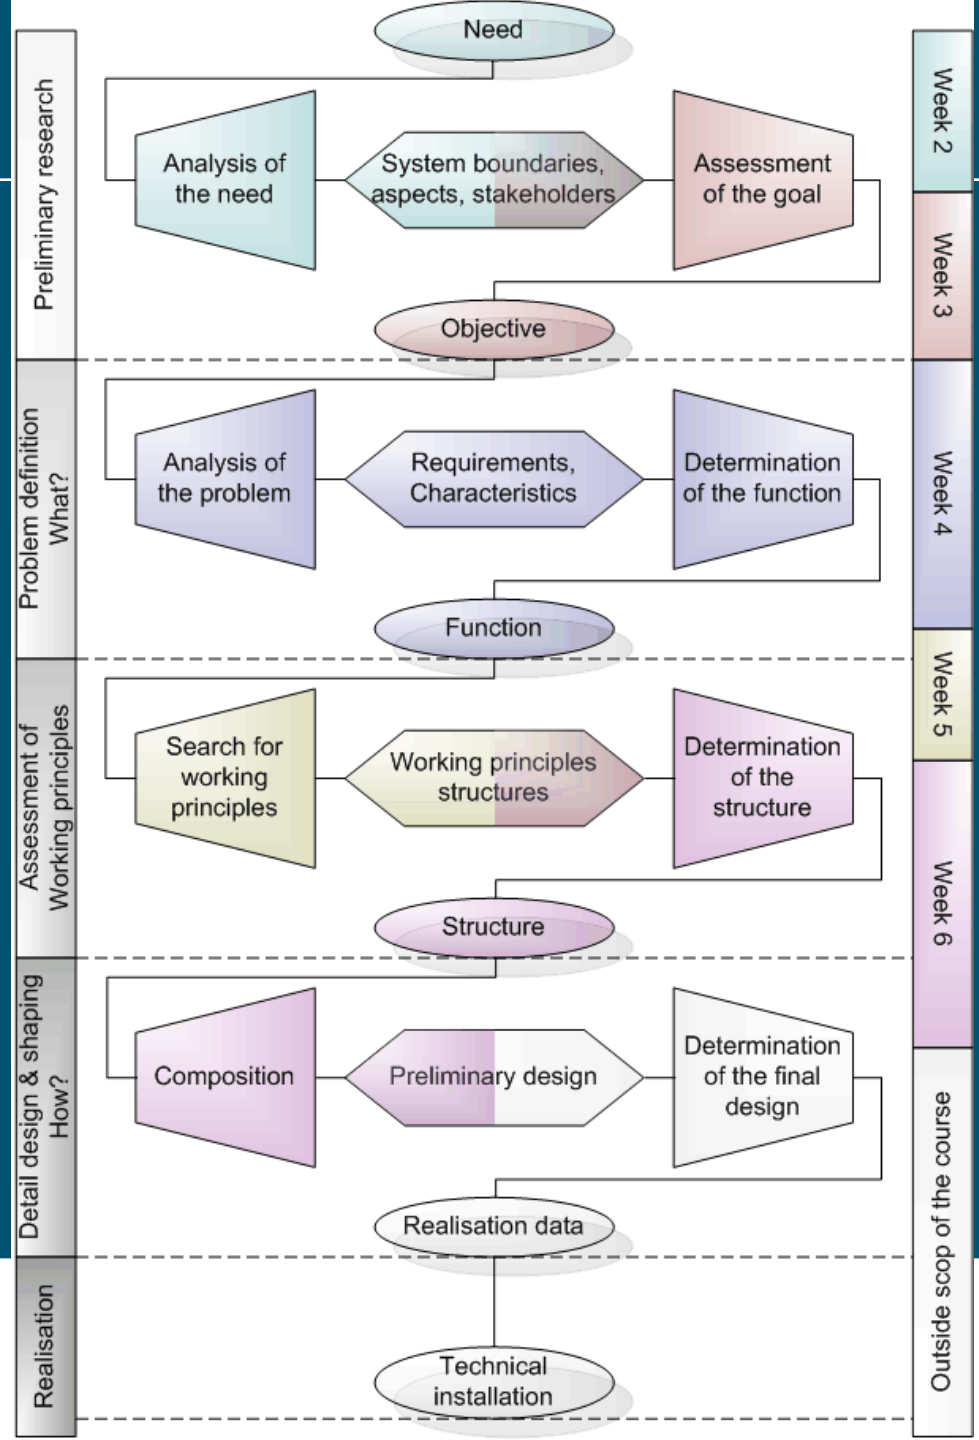 Need
Preliminary research
Analysis of
the need
System boundaries,
aspects, stakeholders
Assessment
of the goal
Week 2
Week 3
Objective
Problem definition
What?
Analysis of
the problem
Requirements,
Characteristics
Determination
of the function
Week 4
Function
Assessment of
Working principles
Search for
working
principles
Working principles
structures
Determination
of the
structure
Week 5
Week 6
Structure
Detail design & shaping
How?
Composition
Preliminary design
Determination
of the final
design
Outside scop of the course
Realisation data
Realisation
Technical
installation